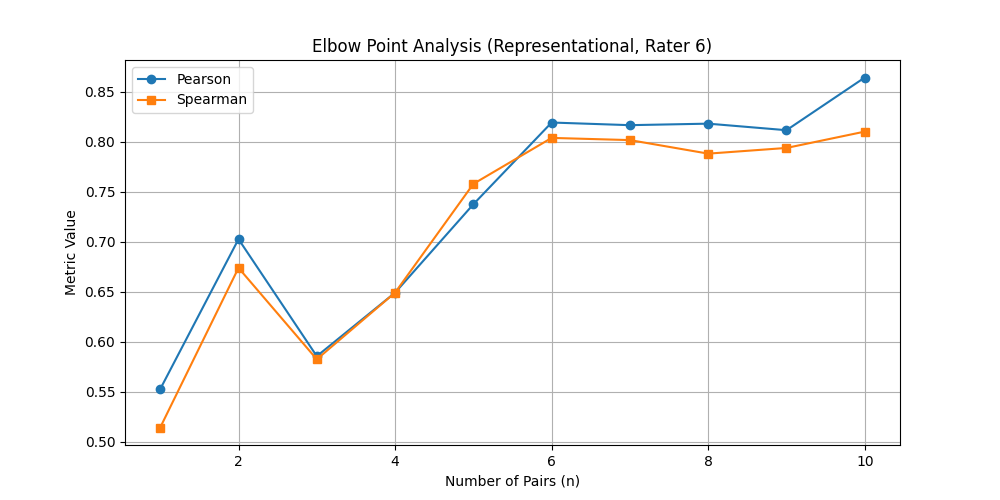 Elbow Point Analysis (Representational, Rater 6)
Pearson
Spearman
Metric Value
0.85
0.80
0.75
0.70
0.65
0.60
0.55
0.50
2 4 6 8 10
Number of Pairs (n)